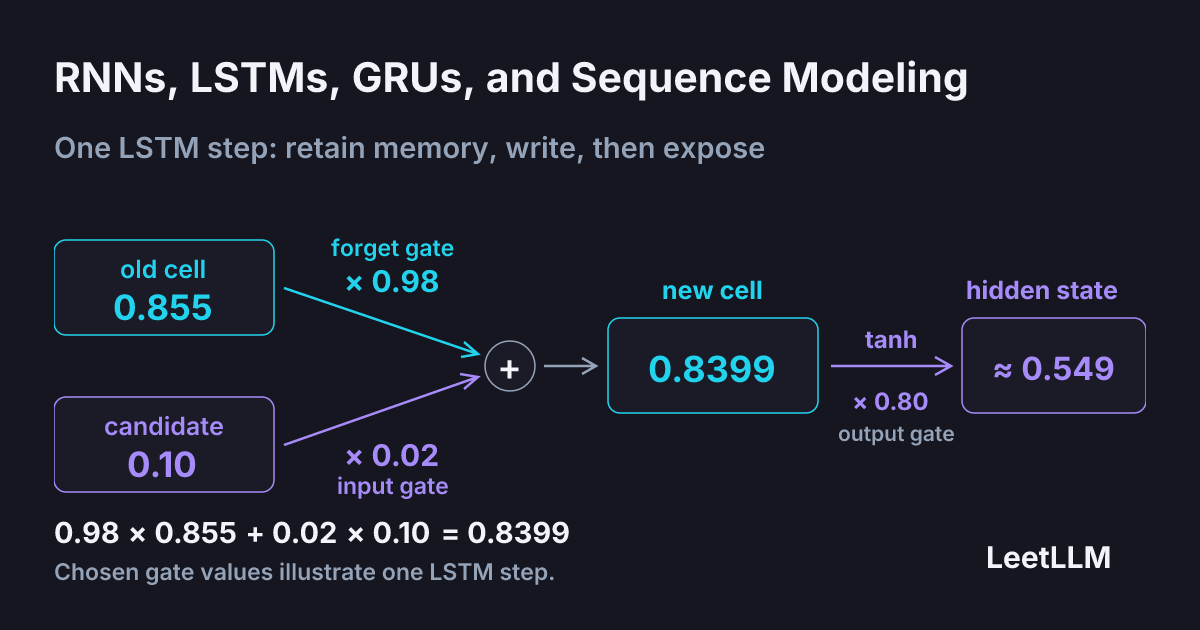 RNNs, LSTMs, GRUs, and Sequence Modeling
One LSTM step: retain memory, write, then expose
old cell
0.855
forget gate
× 0.98
candidate
0.10
× 0.02
input gate
+
new cell
0.8399
tanh
× 0.80
output gate
hidden state
≈ 0.549
0.98 × 0.855 + 0.02 × 0.10 = 0.8399
Chosen gate values illustrate one LSTM step.
LeetLLM